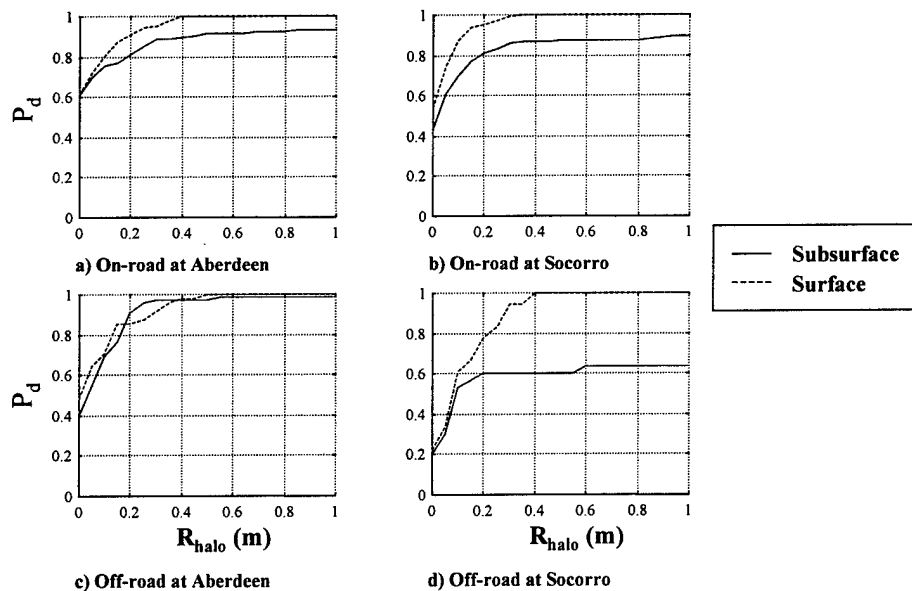 1
0.8
0.6
0.4
0.2
0
P_d
0 0.2 0.4 0.6 0.8 1
a) On-road at Aberdeen
1
0.8
0.6
0.4
0.2
0
0 0.2 0.4 0.6 0.8 1
b) On-road at Socorro
Subsurface
Surface
1
0.8
0.6
0.4
0.2
0
P_d
0 0.2 0.4 0.6 0.8 1
R_halo (m)
c) Off-road at Aberdeen
1
0.8
0.6
0.4
0.2
0
0 0.2 0.4 0.6 0.8 1
R_halo (m)
d) Off-road at Socorro